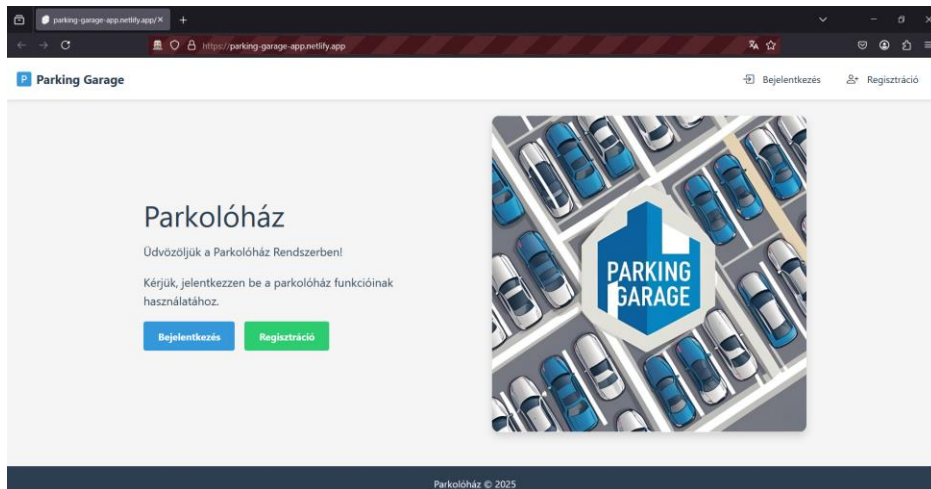 parking-garage-app.netlify.app/
https://parking-garage-app.netlify.app
P Parking Garage
Bejelentkezés
Regisztráció
Parkolóház
Üdvözöljük a Parkolóház Rendszerben!
Kérjük, jelentkezzen be a parkolóház funkcióinak
használatához.
Bejelentkezés
Regisztráció
PARKING
GARAGE
Parkolóház © 2025